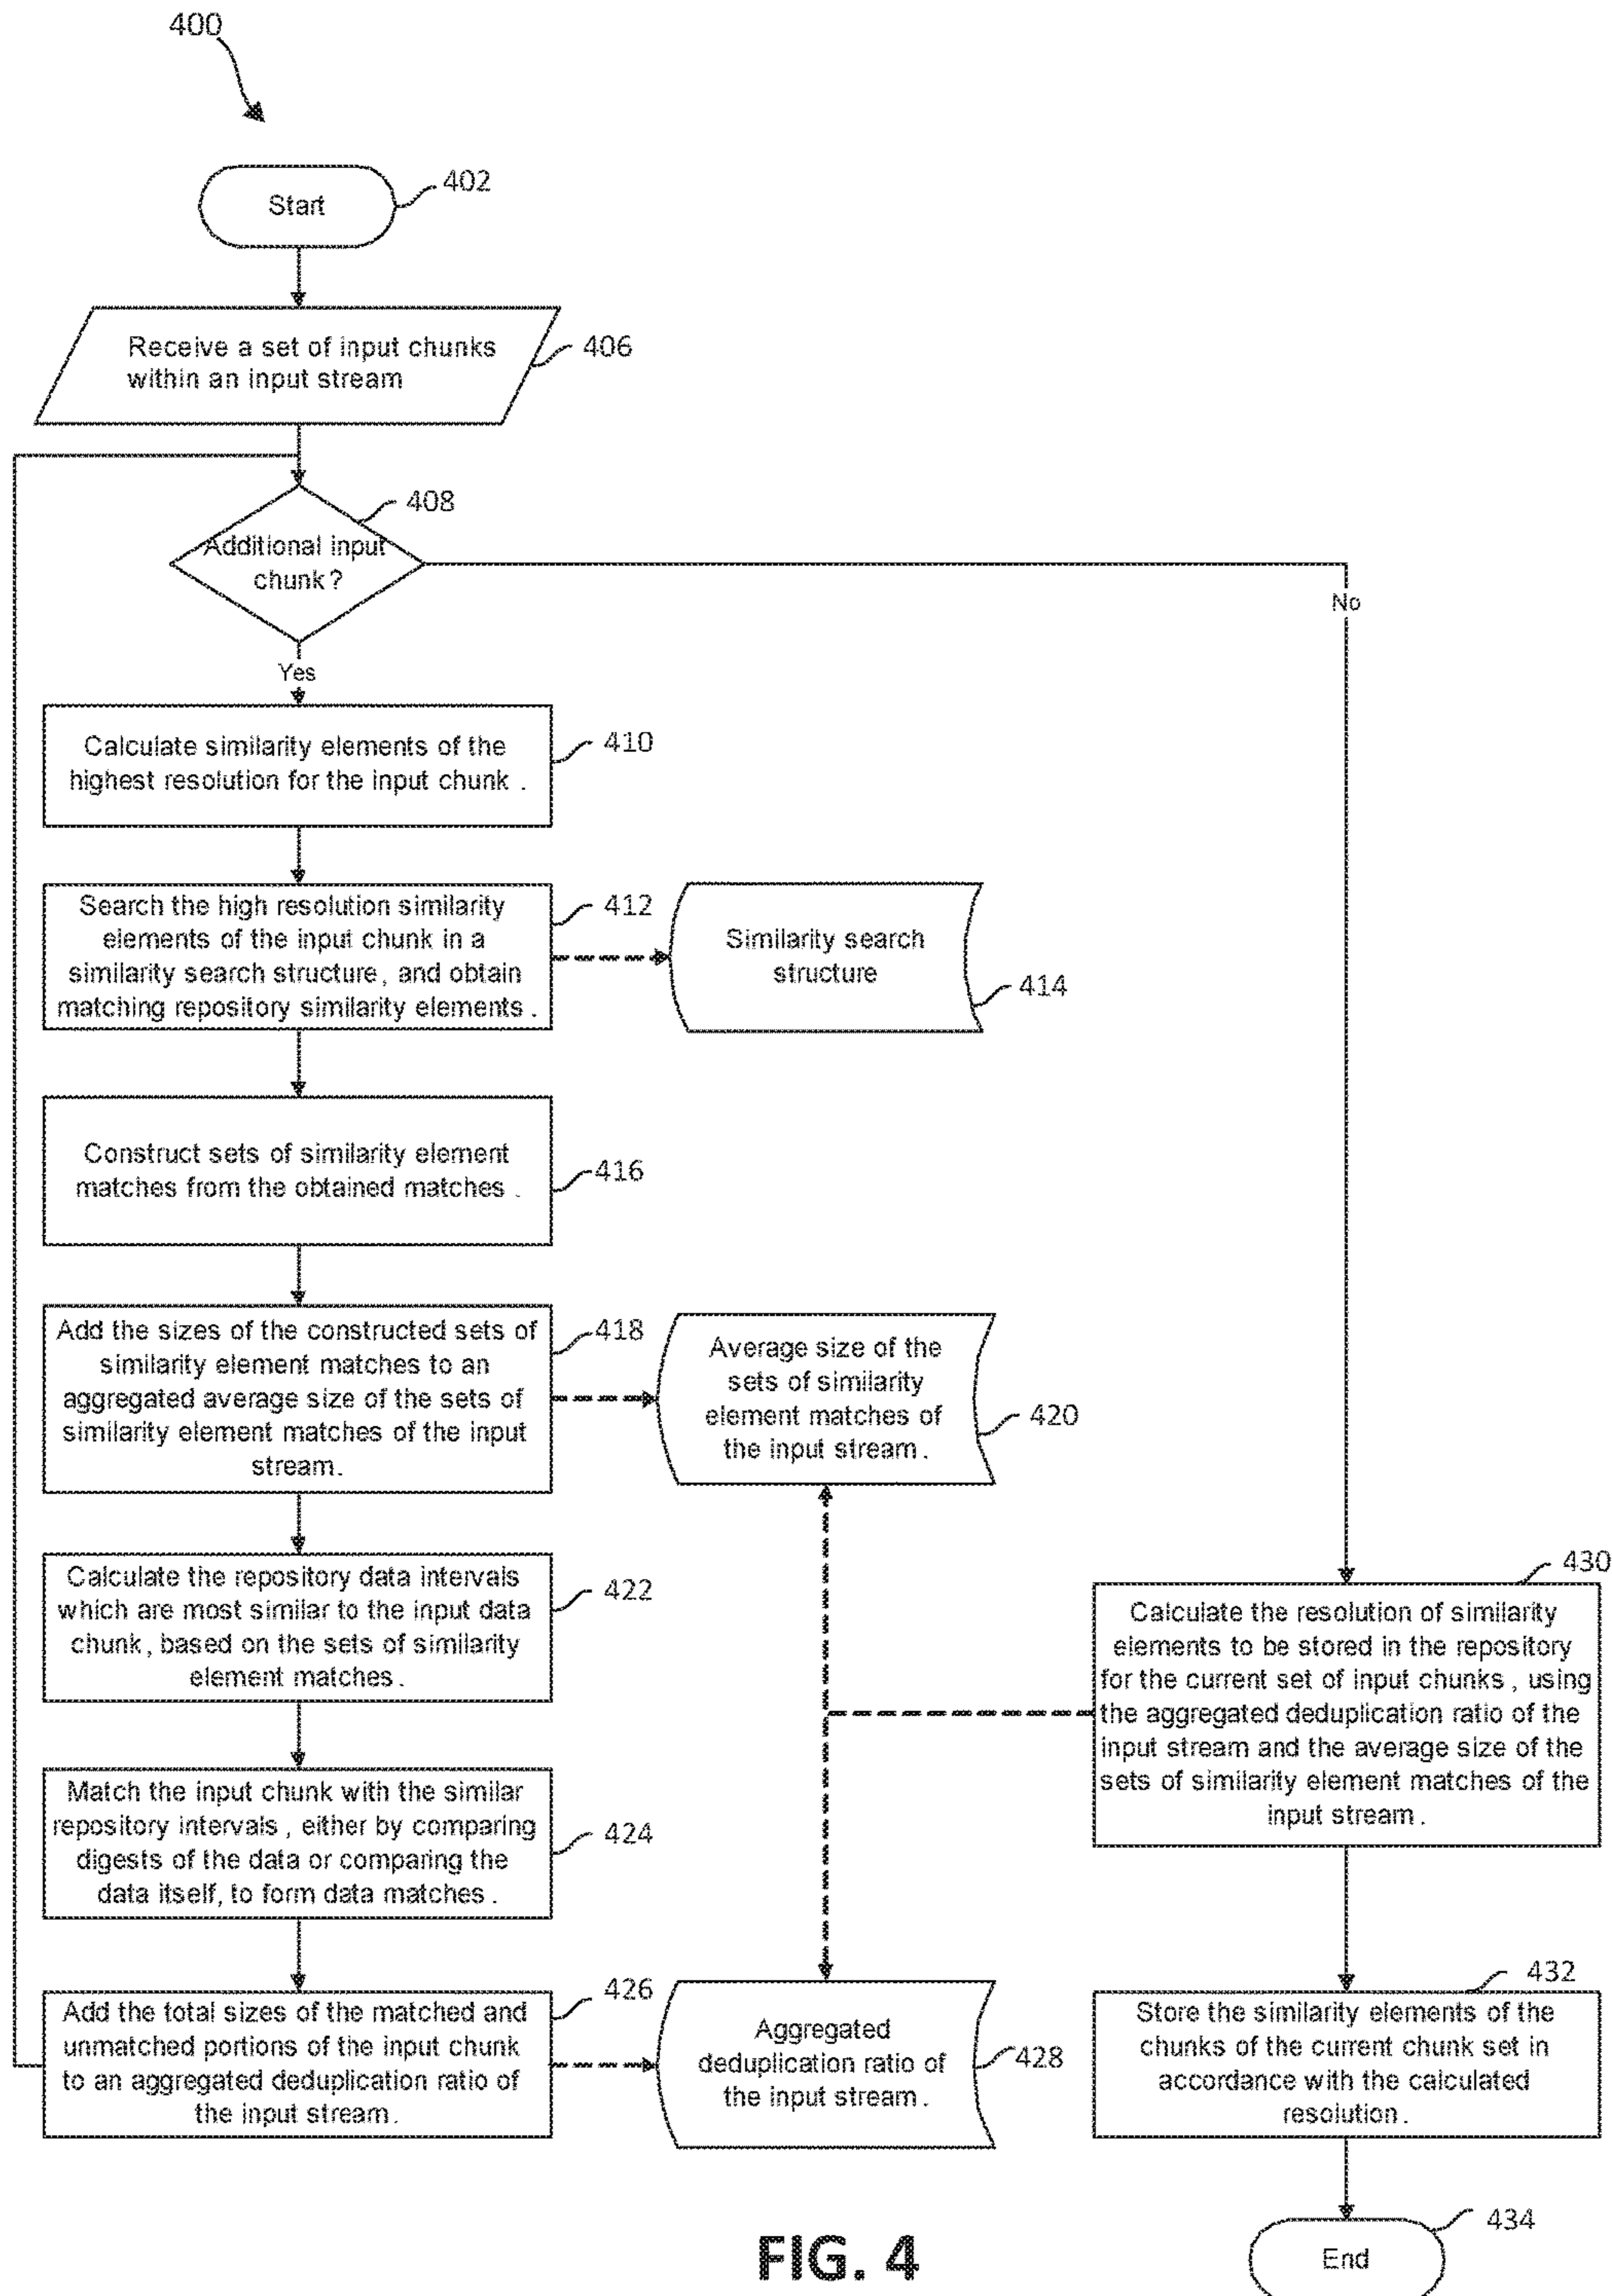 400
Start
402
Receive a set of input chunks
within an input stream
406
408
Additional input
chunk?
No
Yes
Calculate similarity elements of the
highest resolution for the input chunk .
410
Search the high resolution similarity
elements of the input chunk in a
similarity search structure, and obtain
matching repository similarity elements .
412
Similarity search
structure
414
Construct sets of similarity element
matches from the obtained matches .
416
Add the sizes of the constructed sets of
similarity element matches to an
aggregated average size of the sets of
similarity element matches of the input
stream.
418
Average size of the
sets of similarity
element matches of
the input stream .
420
Calculate the repository data intervals
which are most similar to the input data
chunk, based on the sets of similarity
element matches .
422
430
Calculate the resolution of similarity
elements to be stored in the repository
for the current set of input chunks , using
the aggregated deduplication ratio of the
input stream and the average size of the
sets of similarity element matches of the
input stream .
Match the input chunk with the similar
repository intervals , either by comparing
digests of the data or comparing the
data itself, to form data matches .
424
Add the total sizes of the matched and
unmatched portions of the input chunk
to an aggregated deduplication ratio of
the input stream .
426
Aggregated
deduplication ratio of
the input stream .
428
432
Store the similarity elements of the
chunks of the current chunk set in
accordance with the calculated
resolution .
434
End
FIG. 4